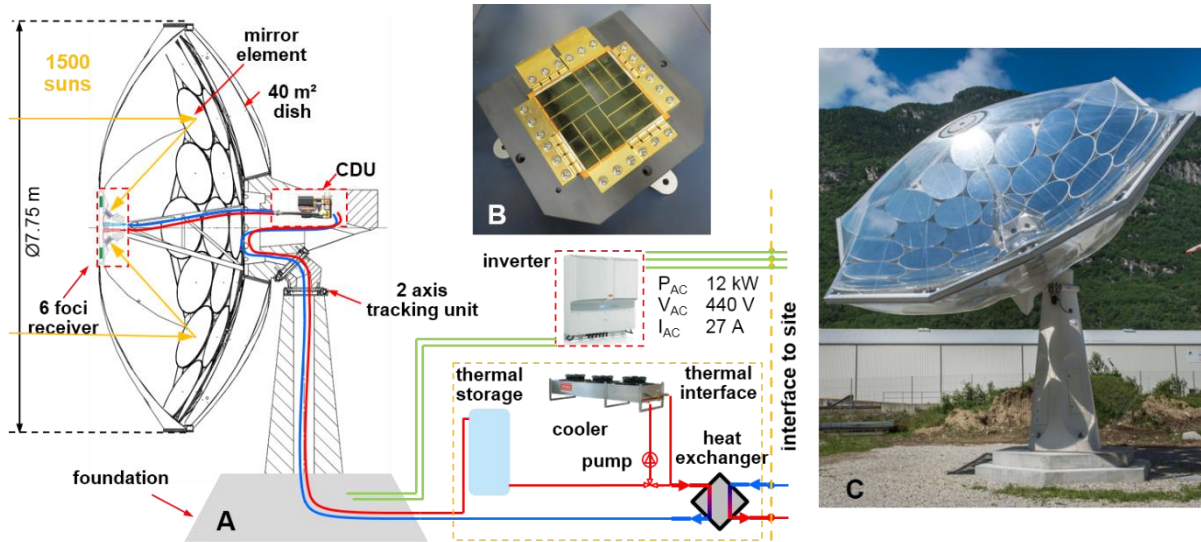 mirror
element
1500
suns
40 m² 
dish
CDU
Ø7.75 m
6 foci
receiver
2 axis
tracking unit
foundation
A
B
inverter
P_AC 12 kW
V_AC 440 V
I_AC 27 A
thermal
storage
thermal
interface
cooler
pump
heat
exchanger
interface to site
C